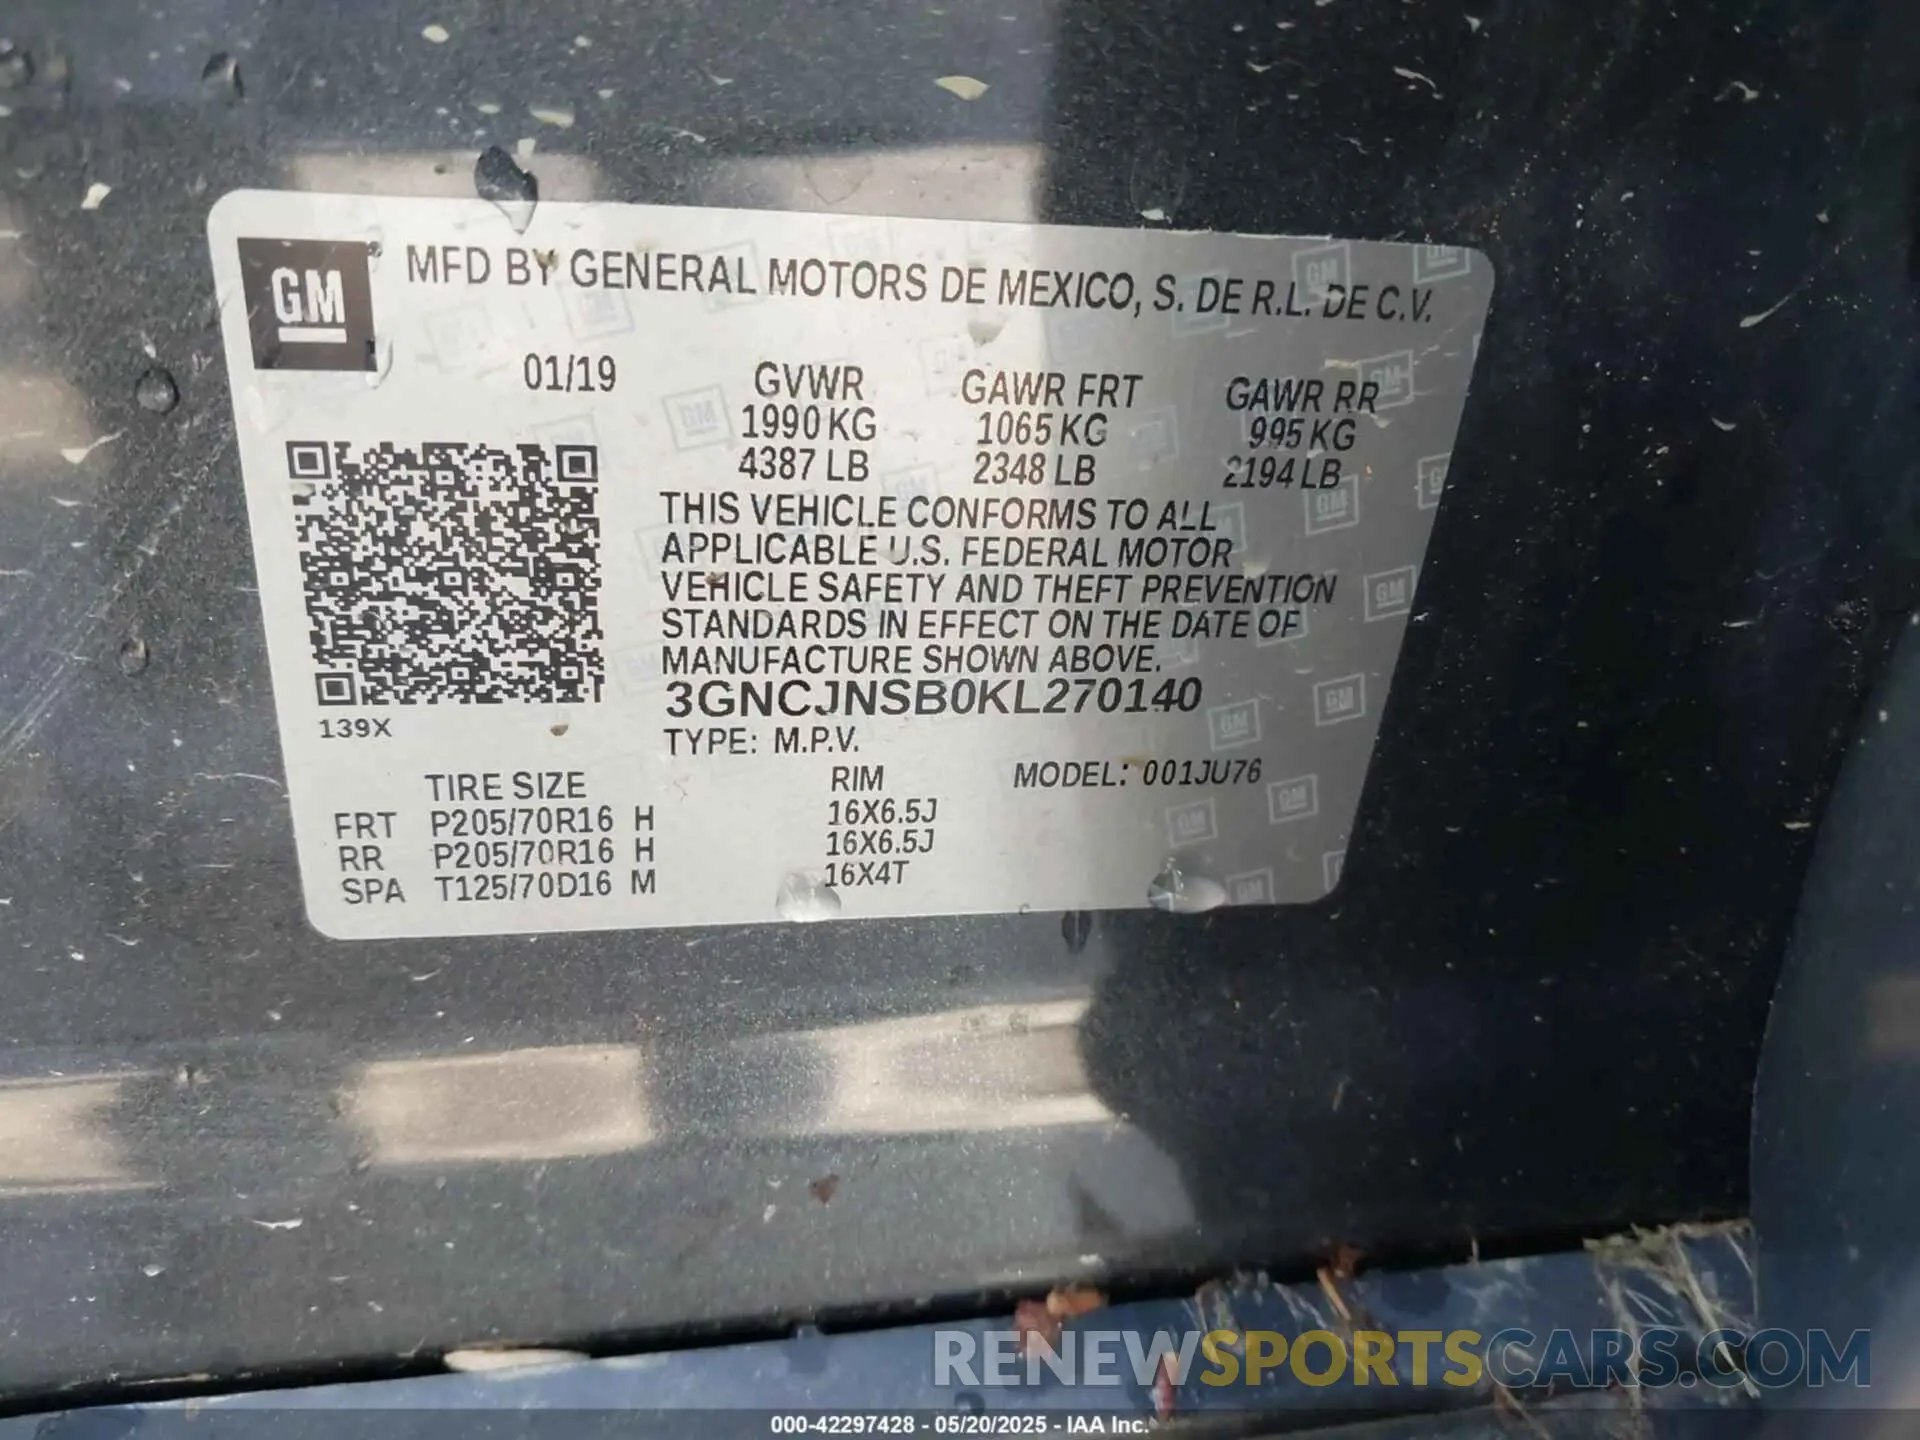 GM MFD BY GENERAL MOTORS DE MEXICO, S. DE R.L. DE C.V.
01/19 GVWR GAWR FRT GAWR RR
1990 KG 1065 KG 995 KG
4387 LB 2348 LB 2194 LB
THIS VEHICLE CONFORMS TO ALL
APPLICABLE U.S. FEDERAL MOTOR
VEHICLE SAFETY AND THEFT PREVENTION
STANDARDS IN EFFECT ON THE DATE OF
MANUFACTURE SHOWN ABOVE.
3GNCJNSB0KL270140
139X
TYPE: M.P.V.
TIRE SIZE RIM MODEL: 001JU76
FRT P205/70R16 H 16X6.5J
RR P205/70R16 H 16X6.5J
SPA T125/70D16 M 16X4T
RENEWSPORTSCARS.COM
000-42297428 - 05/20/2025 - IAA Inc.